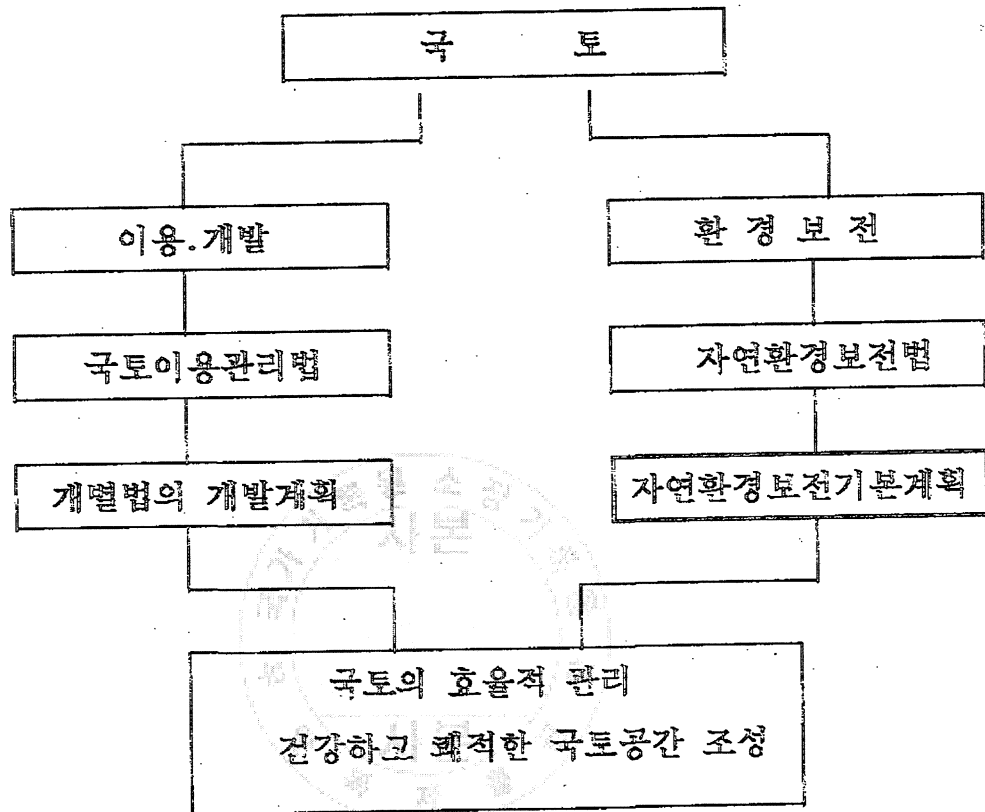 국 토
이용.개발
환 경 보 전
국토이용관리법
자연환경보전법
개별법의 개발계획
자연환경보전기본계획
국토의 효율적 관리
건강하고 쾌적한 국토공간 조성